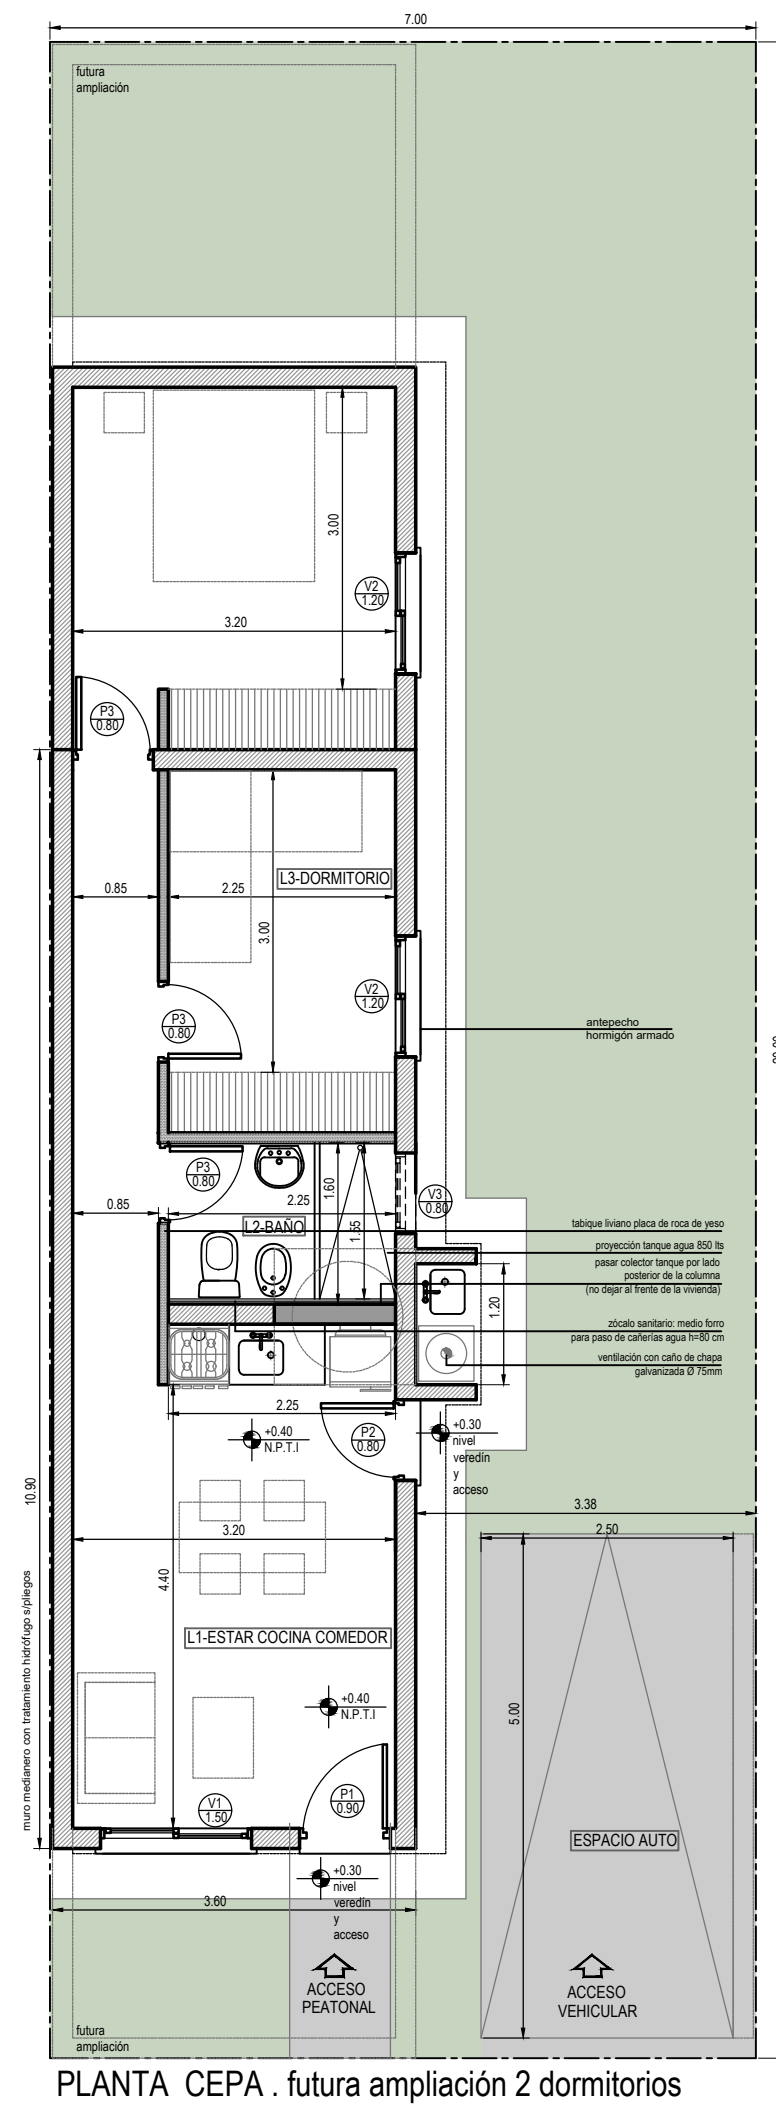 7.00
futura
ampliación
3.00
V2
1.20
3.20
P3
0.80
0.85
2.25
L3-DORMITORIO
3.00
V2
1.20
P3
0.80
antepecho
hormigón armado
P3
0.80
1.60
1.55
2.25
V3
0.80
0.85
L2-BAÑO
tabique liviano placa de roca de yeso
proyección tanque agua 850 lts
pasar colector tanque por lado
posterior de la columna
(no dejar al frente de la vivienda)
1.20
zócalo sanitario: medio forro
para paso de cañerías agua h=80 cm
ventilación con caño de chapa
galvanizada Ø 75mm
2.25
+0.40
N.P.T.I
P2
0.80
+0.30
nivel
veredín
y
acceso
10.90
3.38
3.20
2.50
4.40
L1-ESTAR COCINA COMEDOR
muro medianero con tratamiento hidrófugo s/pliegos
+0.40
N.P.T.I
5.00
P1
0.90
V1
1.50
ESPACIO AUTO
+0.30
nivel
veredín
y
acceso
3.60
ACCESO
PEATONAL
ACCESO
VEHICULAR
futura
ampliación
PLANTA CEPA . futura ampliación 2 dormitorios